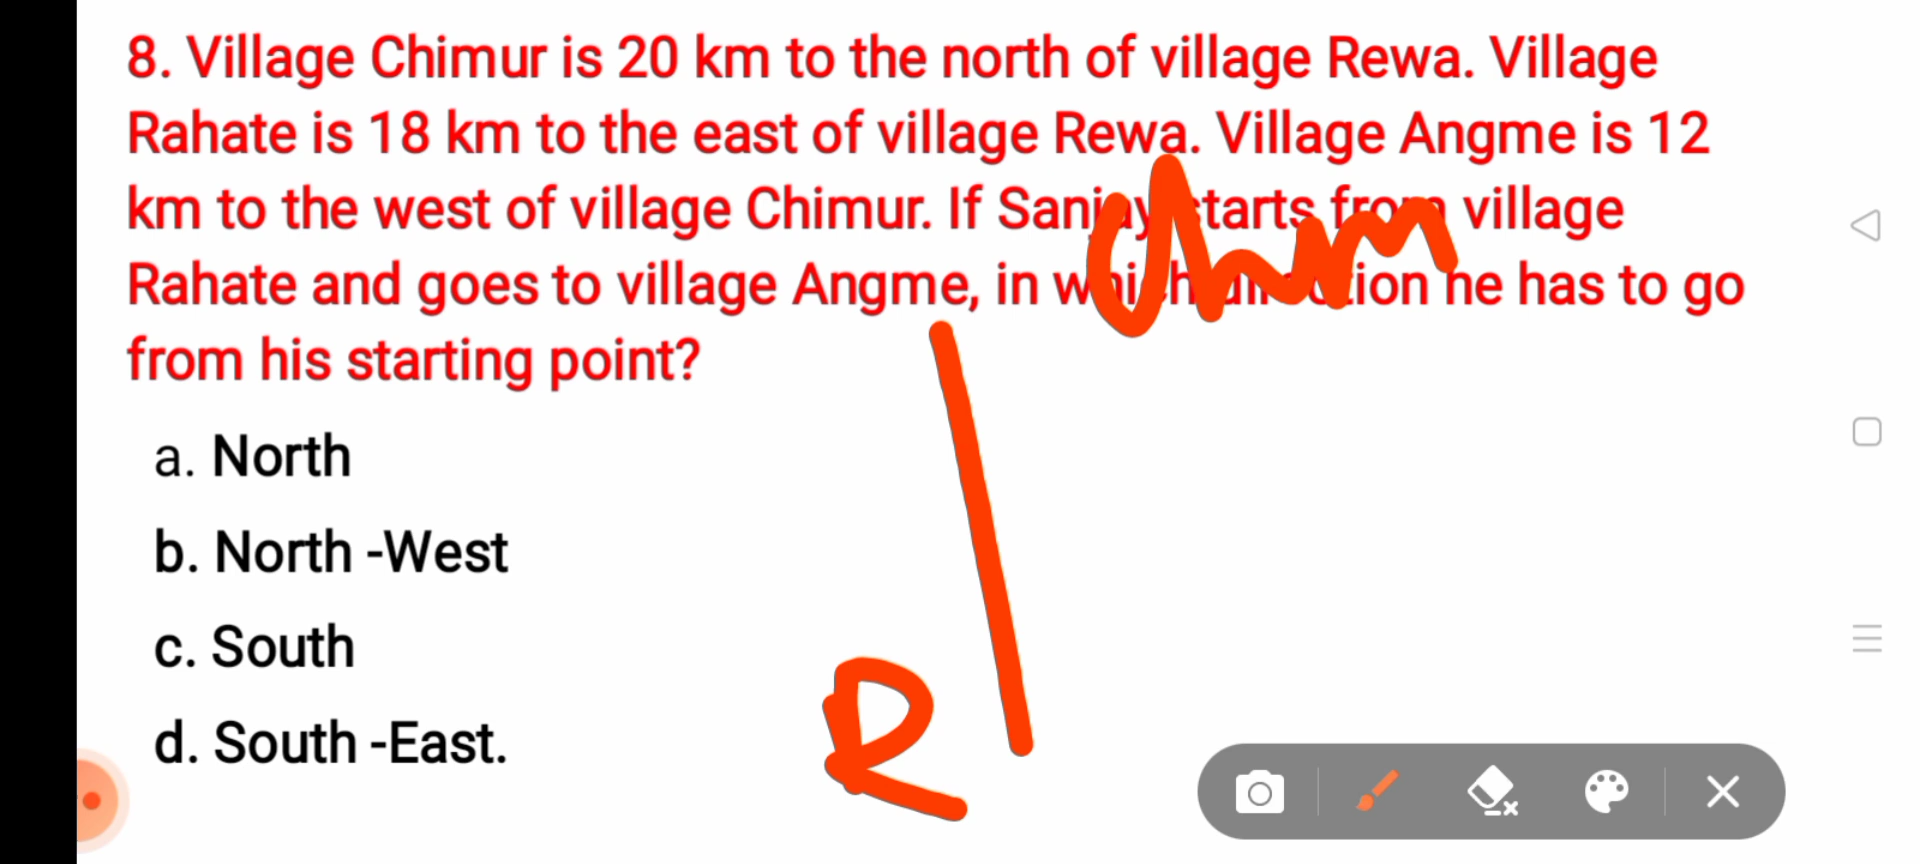 8. Village Chimur is 20 km to the north of village Rewa. Village
Rahate is 18 km to the east of village Rewa. Village Angme is 12
km to the west of village Chimur. If Sanjay starts from village
Rahate and goes to village Angme, in which direction he has to go
from his starting point?
Chim
a. North
b. North -West
c. South
d. South -East.
R